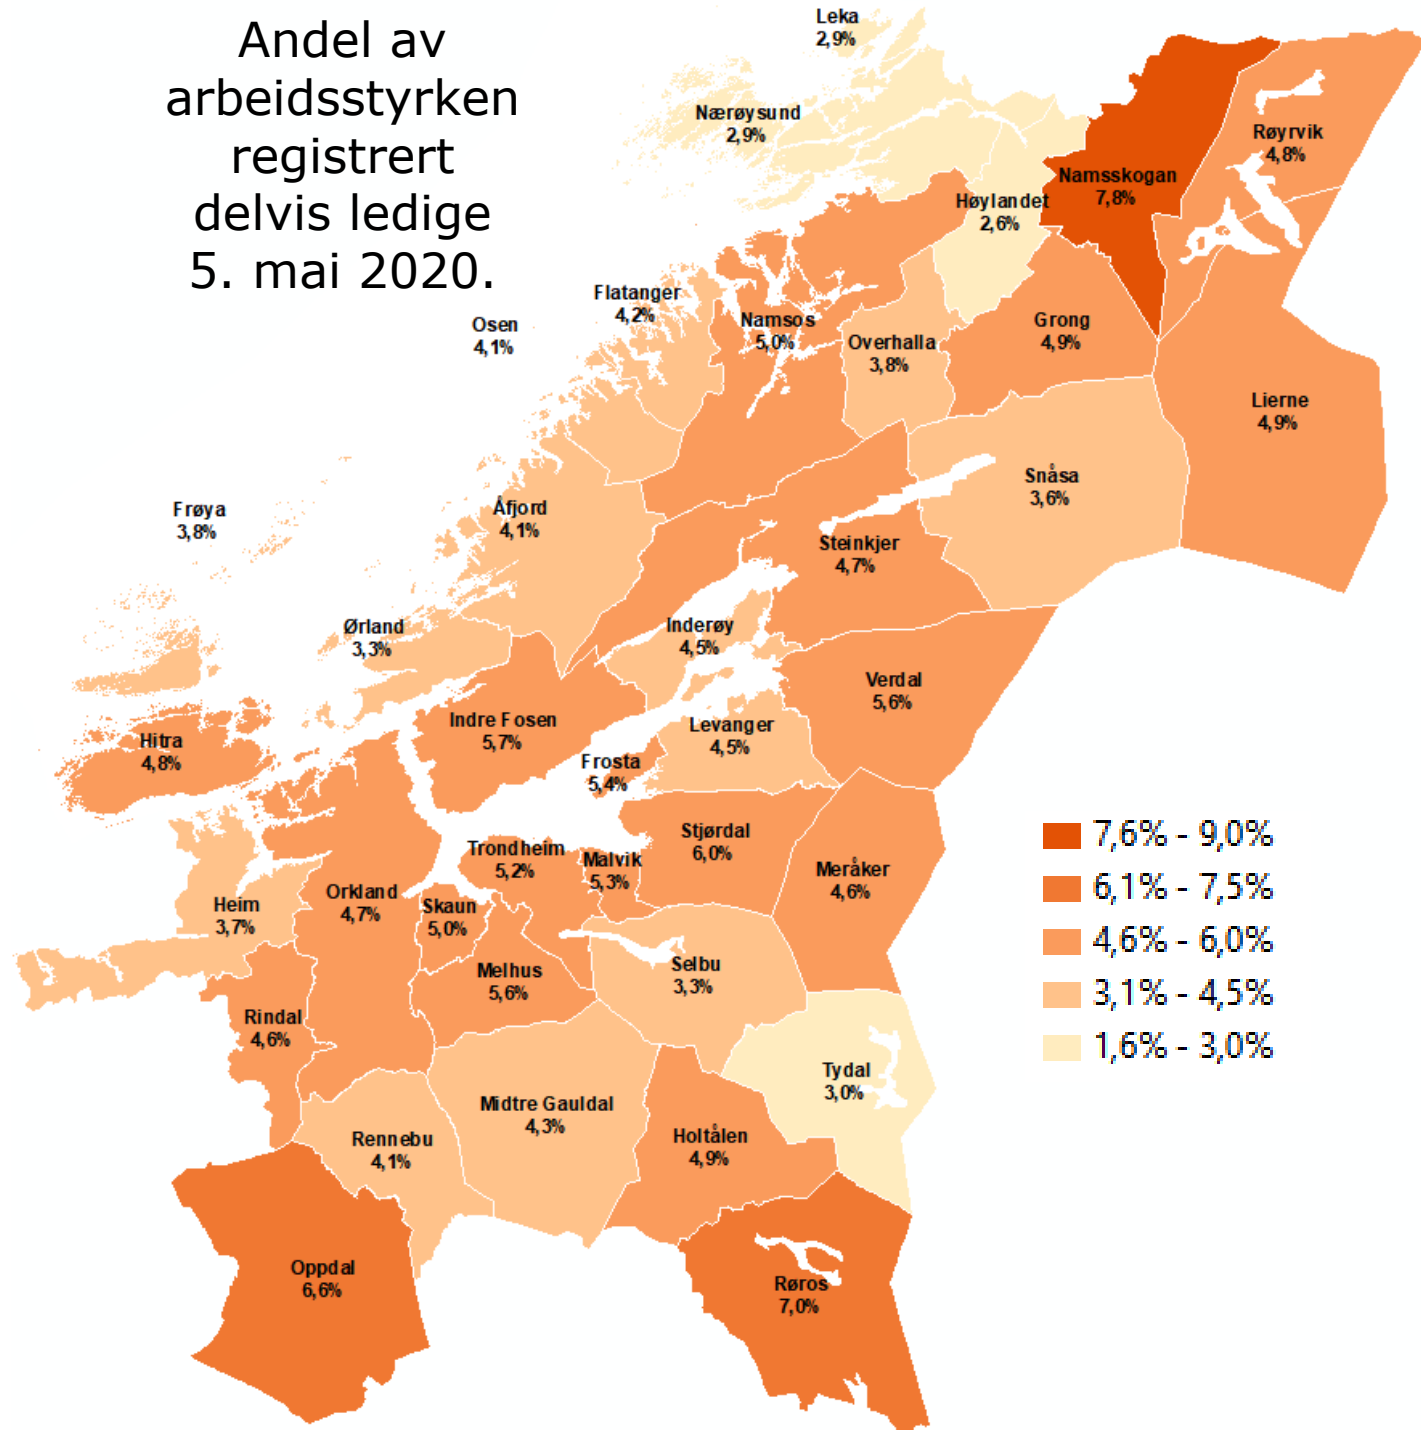 Andel av
arbeidsstyrken
registrert
delvis ledige
5. mai 2020.
Leka
2,9%
Nærøysund
2,9%
Røyrvik
4,8%
Namsskogan
7,8%
Høylandet
2,6%
Flatanger
4,2%
Osen
4,1%
Namsos
5,0%
Overhalla
3,8%
Grong
4,9%
Lierne
4,9%
Snåsa
3,6%
Frøya
3,8%
Åfjord
4,1%
Steinkjer
4,7%
Ørland
3,3%
Inderøy
4,5%
Verdal
5,6%
Indre Fosen
5,7%
Levanger
4,5%
Hitra
4,8%
Frosta
5,4%
Stjørdal
6,0%
Trondheim
5,2%
Malvik
5,3%
Meråker
4,6%
Orkland
4,7%
Heim
3,7%
Skaun
5,0%
Melhus
5,6%
Selbu
3,3%
Rindal
4,6%
Tydal
3,0%
Midtre Gauldal
4,3%
Rennebu
4,1%
Holtålen
4,9%
Oppdal
6,6%
Røros
7,0%
7,6% - 9,0%
6,1% - 7,5%
4,6% - 6,0%
3,1% - 4,5%
1,6% - 3,0%